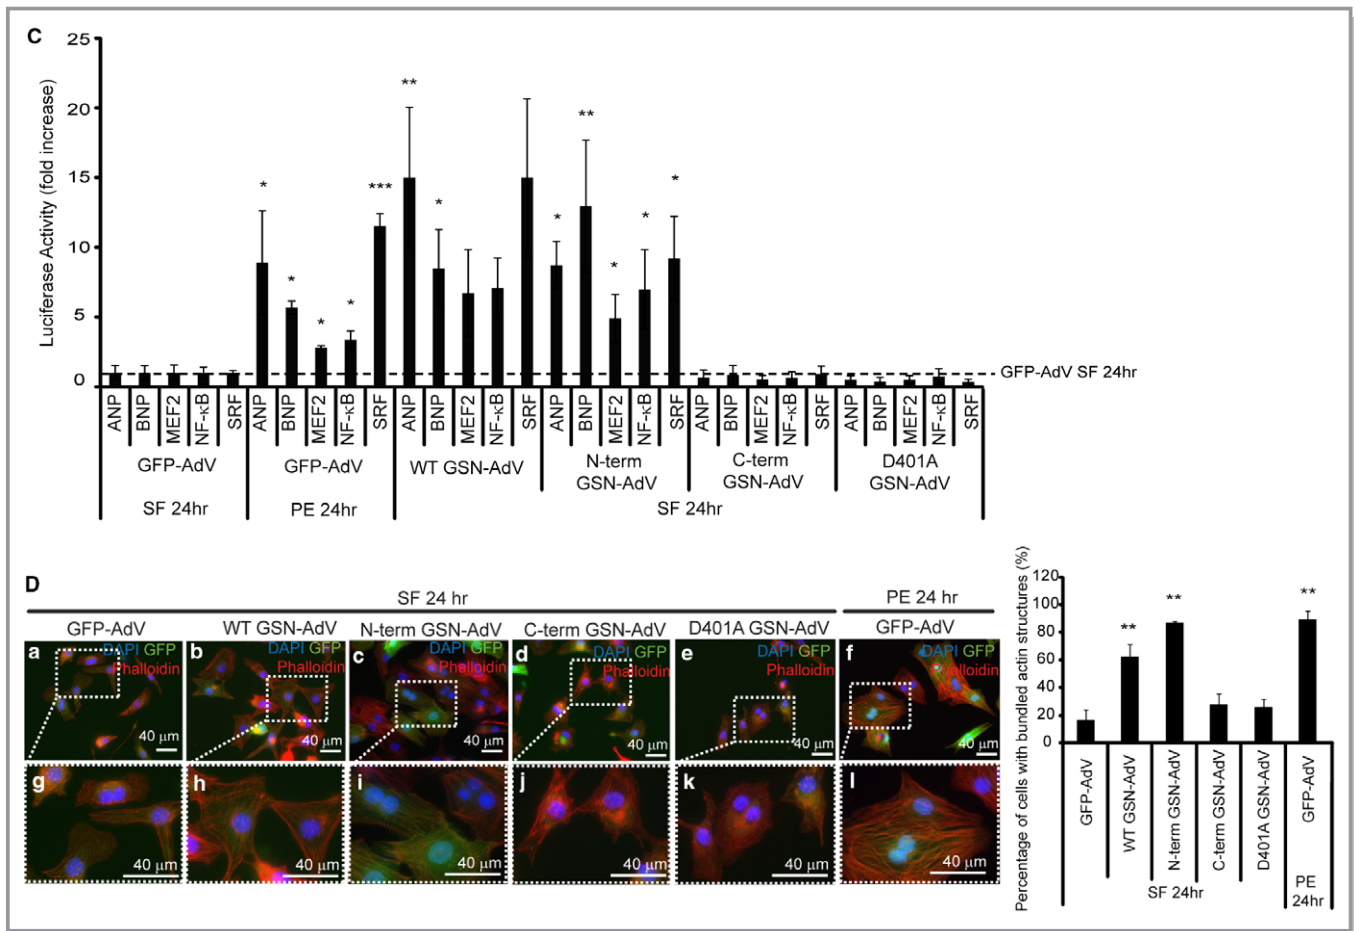 C
25
20
15
10
5
0
Luciferase Activity (fold increase)
* * * * *** ** * * ** * * *
GFP-AdV SF 24hr
ANP BNP MEF2 NF-κB SRF ANP BNP MEF2 NF-κB SRF ANP BNP MEF2 NF-κB SRF ANP BNP MEF2 NF-κB SRF ANP BNP MEF2 NF-κB SRF ANP BNP MEF2 NF-κB SRF
GFP-AdV GFP-AdV WT GSN-AdV N-term GSN-AdV C-term GSN-AdV D401A GSN-AdV
SF 24hr PE 24hr SF 24hr
D
SF 24 hr PE 24 hr
GFP-AdV WT GSN-AdV N-term GSN-AdV C-term GSN-AdV D401A GSN-AdV GFP-AdV
a DAPI GFP b DAPI GFP c DAPI GFP d DAPI GFP e DAPI GFP f DAPI GFP
Phalloidin Phalloidin Phalloidin Phalloidin Phalloidin alloidin
40 μm 40 μm 40 μm 40 μm 40 μm 40 μm
g h i j k l
40 μm 40 μm 40 μm 40 μm 40 μm 40 μm
Percentage of cells with bundled actin structures (%)
120
100
80
60
40
20
0
** ** **
GFP-AdV WT GSN-AdV N-term GSN-AdV C-term GSN-AdV D401A GSN-AdV GFP-AdV
SF 24hr PE 24hr